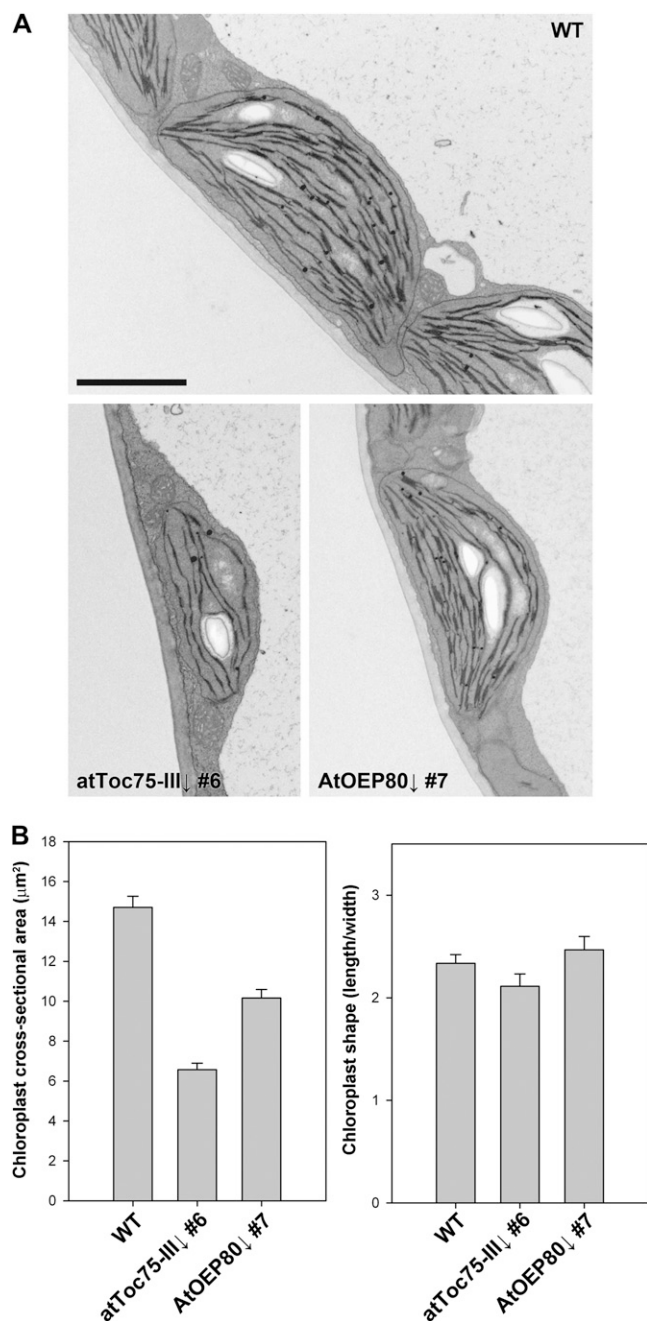 A
WT
atToc75-III↓ #6
AtOEP80↓ #7
B
Chloroplast cross-sectional area (μm²)
18
16
14
12
10
8
6
4
2
0
WT
atToc75-III↓ #6
AtOEP80↓ #7
Chloroplast shape (length/width)
3
2
1
0
WT
atToc75-III↓ #6
AtOEP80↓ #7